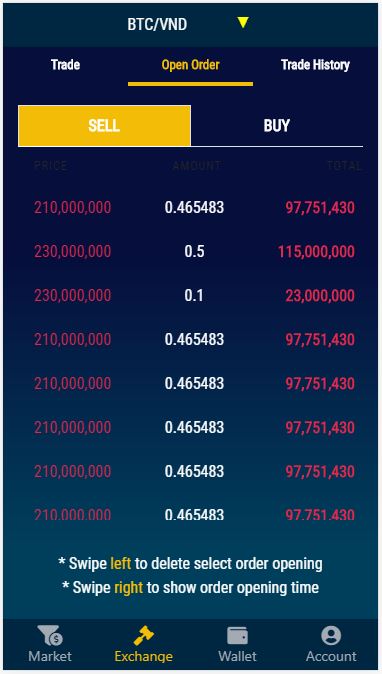 BTC/VND ▼
Trade Open Order Trade History
SELL BUY
PRICE AMOUNT TOTAL
210,000,000 0.465483 97,751,430
230,000,000 0.5 115,000,000
230,000,000 0.1 23,000,000
210,000,000 0.465483 97,751,430
210,000,000 0.465483 97,751,430
210,000,000 0.465483 97,751,430
210,000,000 0.465483 97,751,430
210,000,000 0.465483 97,751,430
* Swipe left to delete select order opening
* Swipe right to show order opening time
Market Exchange Wallet Account